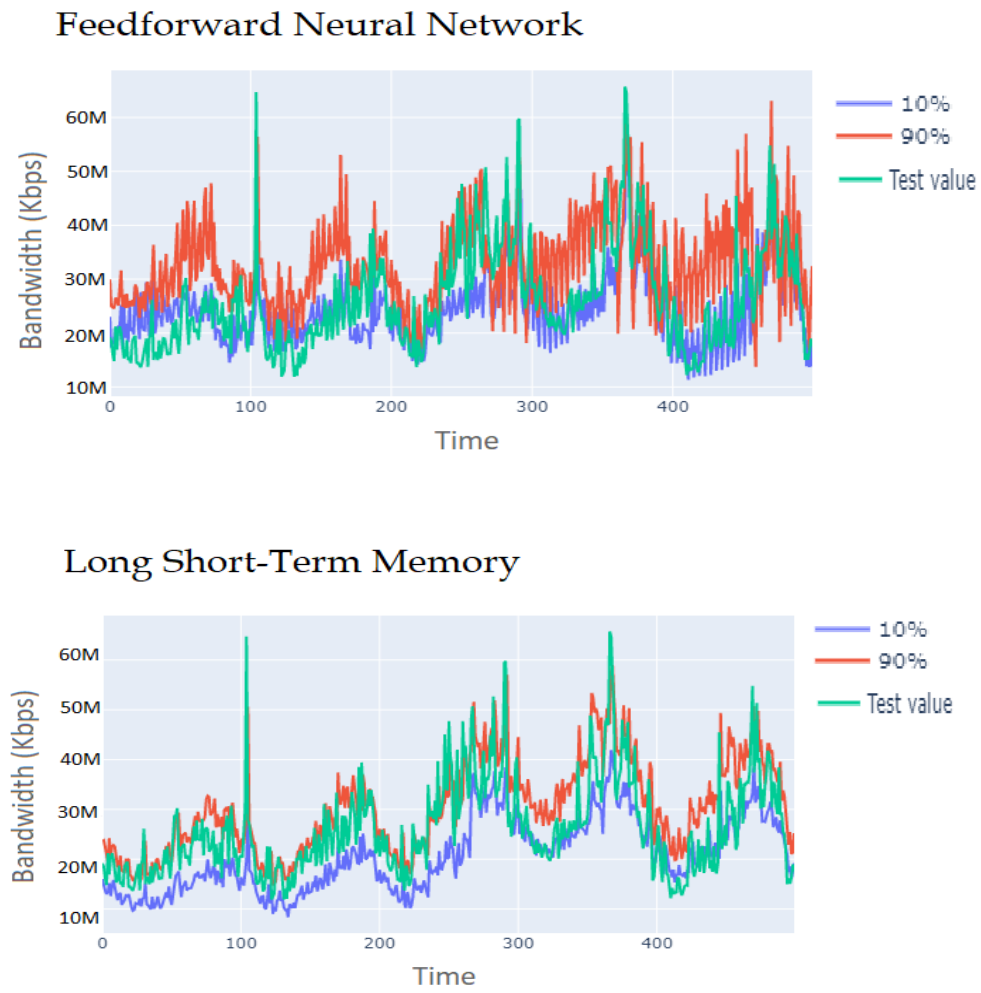 Feedforward Neural Network
60M
50M
40M
30M
20M
10M
Bandwidth (Kbps)
0 100 200 300 400
Time
10%
90%
Test value
Long Short-Term Memory
60M
50M
40M
30M
20M
10M
Bandwidth (Kbps)
0 100 200 300 400
Time
10%
90%
Test value